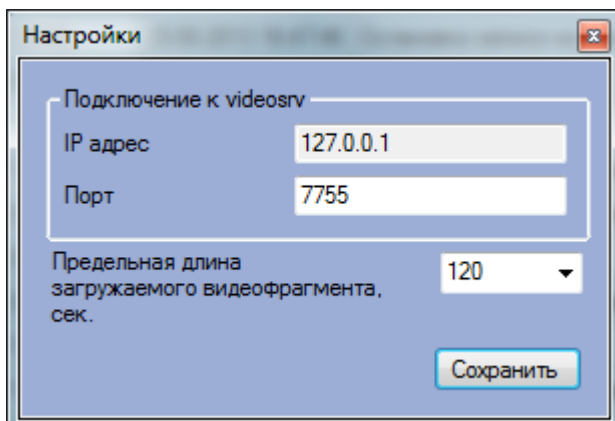 Настройки
Подключение к videosrv
IP адрес 127.0.0.1
Порт 7755
Предельная длина 120
загружаемого видеофрагмента,
сек.
Сохранить